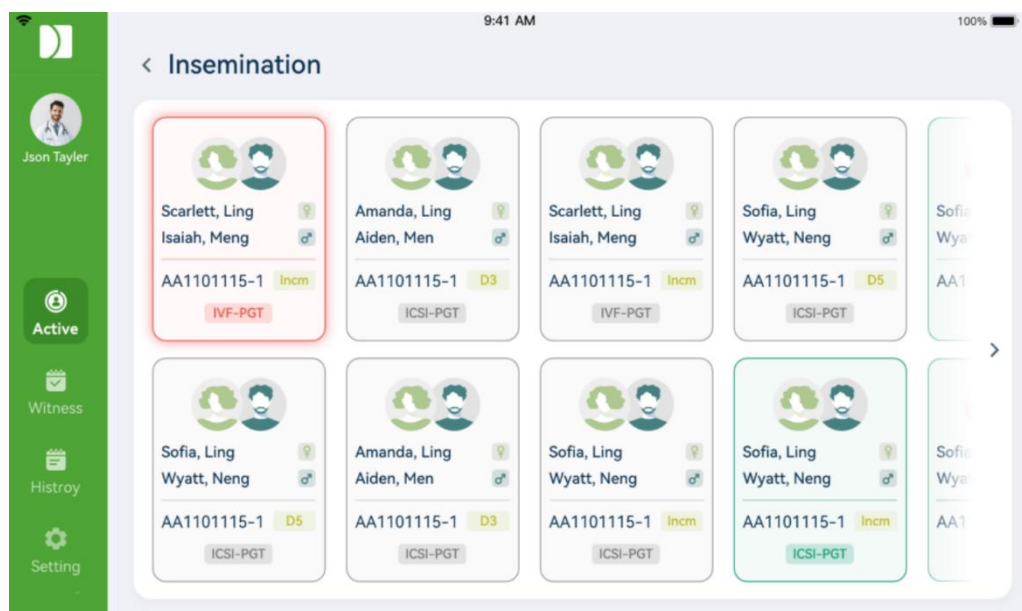 9:41 AM
100%
Json Tayler
Active
Witness
Histroy
Setting
Insemination
Scarlett, Ling
Isaiah, Meng
AA1101115-1 Incm
IVF-PGT
Amanda, Ling
Aiden, Men
AA1101115-1 D3
ICSI-PGT
Scarlett, Ling
Isaiah, Meng
AA1101115-1 Incm
IVF-PGT
Sofia, Ling
Wyatt, Neng
AA1101115-1 D5
ICSI-PGT
Sofia, Ling
Wyatt, Neng
AA1101115-1 D5
ICSI-PGT
Amanda, Ling
Aiden, Men
AA1101115-1 D3
ICSI-PGT
Sofia, Ling
Wyatt, Neng
AA1101115-1 Incm
ICSI-PGT
Sofia, Ling
Wyatt, Neng
AA1101115-1 Incm
ICSI-PGT